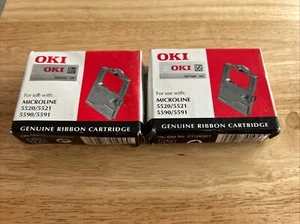 OKI
OKI
For use with:
MICROLINE
5520/5521
5590/5591
GENUINE RIBBON CARTRIDGE
OKI
OKI
For use with:
MICROLINE
5520/5521
5590/5591
GENUINE RIBBON CARTRIDGE